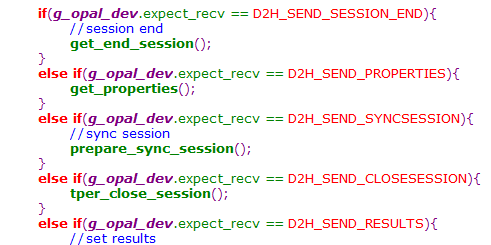 if(g_opal_dev.expect_recv == D2H_SEND_SESSION_END){
//session end
get_end_session();
}
else if(g_opal_dev.expect_recv == D2H_SEND_PROPERTIES){
get_properties();
}
else if(g_opal_dev.expect_recv == D2H_SEND_SYNCSESSION){
//sync session
prepare_sync_session();
}
else if(g_opal_dev.expect_recv == D2H_SEND_CLOSESESSION){
tper_close_session();
}
else if(g_opal_dev.expect_recv == D2H_SEND_RESULTS){
//set results